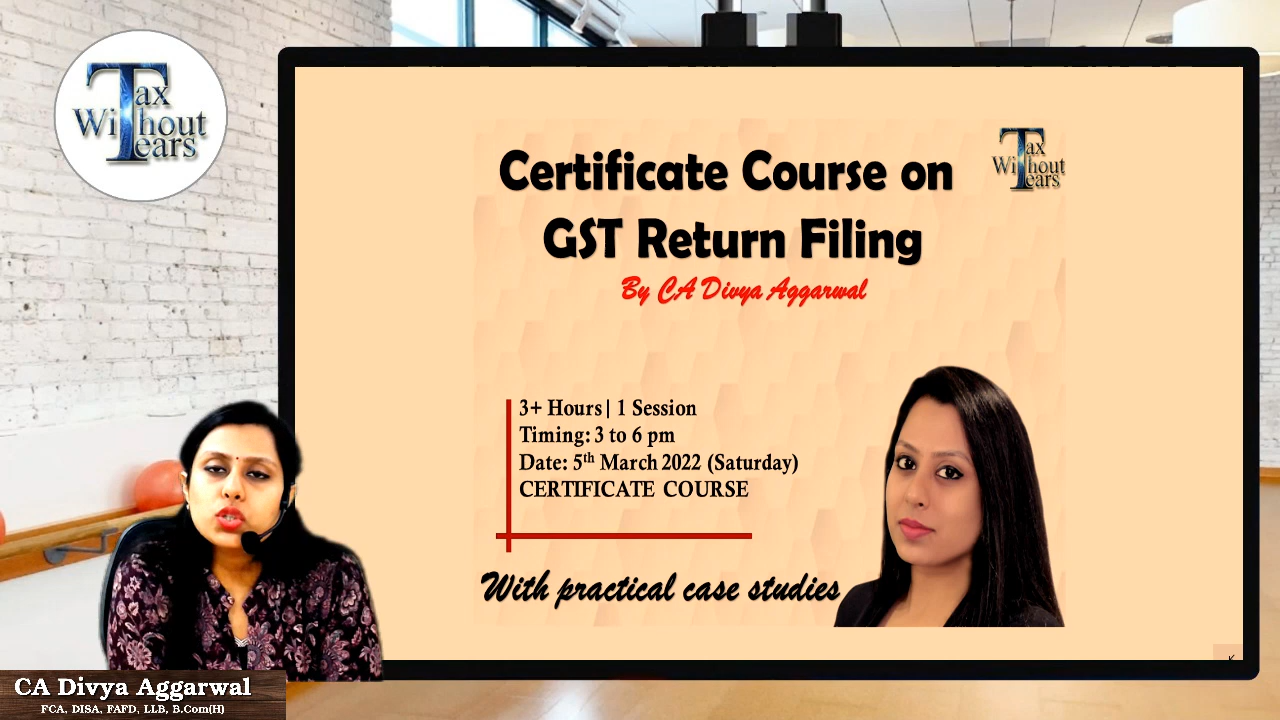 Tax
Without
Tears
Certificate Course on
GST Return Filing
By CA Divya Aggarwal
Tax
Without
Tears
3+ Hours| 1 Session
Timing: 3 to 6 pm
Date: 5th March 2022 (Saturday)
CERTIFICATE COURSE
With practical case studies
CA Divya Aggarwal
FCA, DISA, FAFD, LLB, B.Com(H)